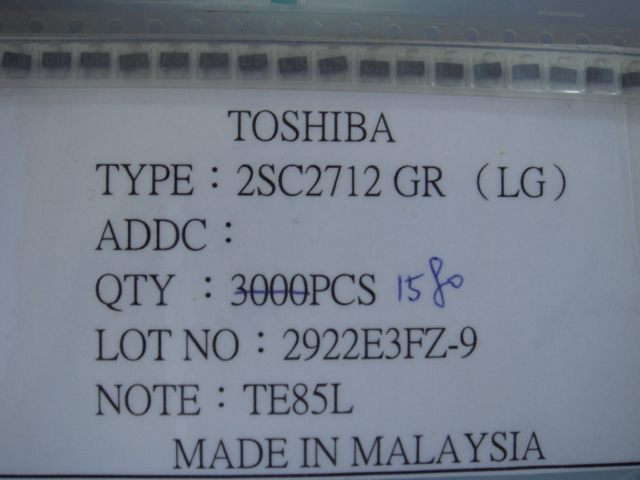 TOSHIBA
TYPE：2SC2712 GR （LG）
ADDC：
QTY ：3000PCS 1580
LOT NO：2922E3FZ-9
NOTE：TE85L
MADE IN MALAYSIA